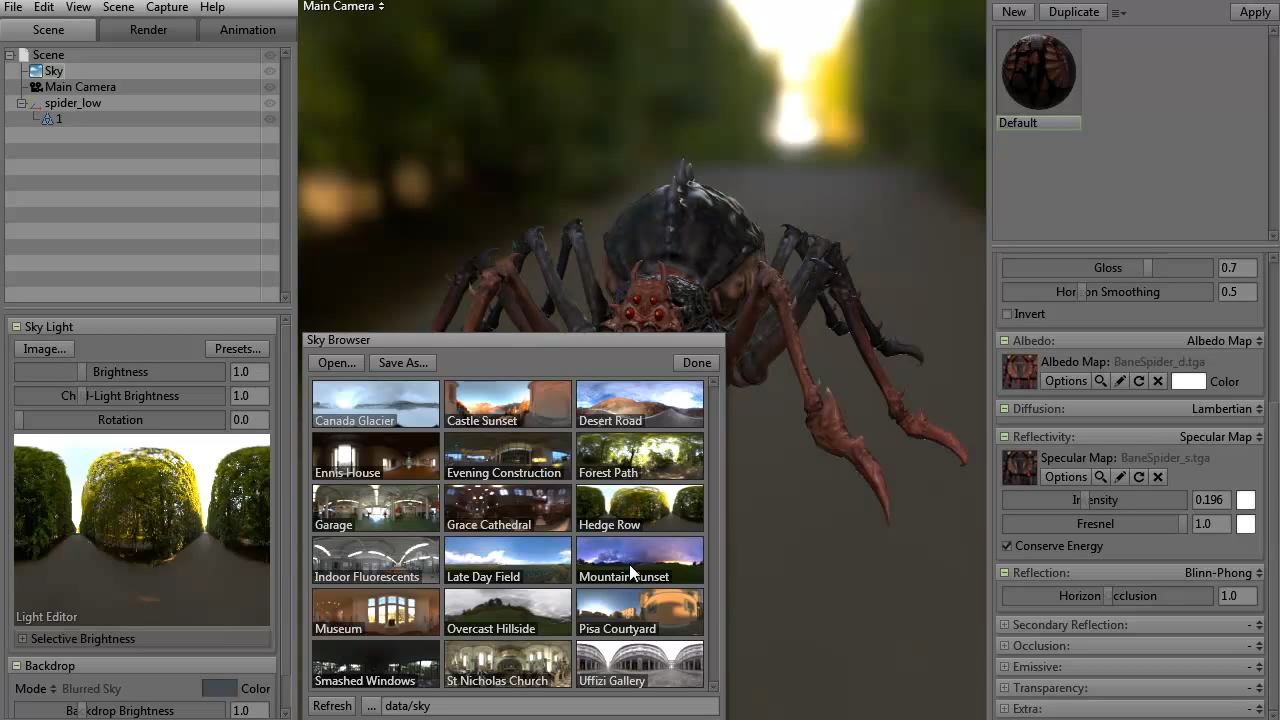 File Edit View Scene Capture Help
Scene Render Animation
Scene
Sky
Main Camera
spider_low
1
Sky Light
Image... Presets...
Brightness 1.0
-Light Brightness 1.0
Rotation 0.0
Light Editor
Selective Brightness
Backdrop
Mode Blurred Sky Color
Backdrop Brightness 1.0
Main Camera
Sky Browser
Open... Save As... Done
Canada Glacier Castle Sunset Desert Road
Ennis House Evening Construction Forest Path
Garage Grace Cathedral Hedge Row
Indoor Fluorescents Late Day Field Mountain Sunset
Museum Overcast Hillside Pisa Courtyard
Smashed Windows St Nicholas Church Uffizi Gallery
Refresh ... data/sky
New Duplicate Apply
Default
Gloss 0.7
Horizon Smoothing 0.5
Invert
Albedo: Albedo Map
Albedo Map: BaneSpider_d.tga
Options Color
Diffusion: Lambertian
Reflectivity: Specular Map
Specular Map: BaneSpider_s.tga
Options
Intensity 0.196
Fresnel 1.0
Conserve Energy
Reflection: Blinn-Phong
Horizon Occlusion 1.0
Secondary Reflection: -
Occlusion: -
Emissive: -
Transparency: -
Extra: -